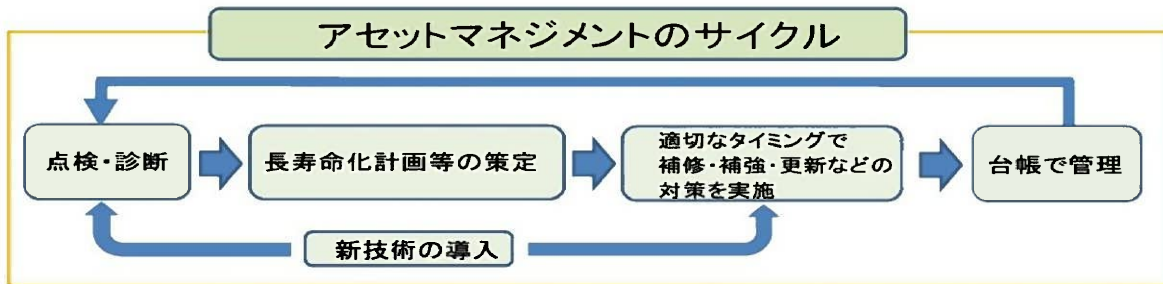 アセットマネジメントのサイクル
点検・診断
長寿命化計画等の策定
適切なタイミングで
補修・補強・更新などの
対策を実施
台帳で管理
新技術の導入